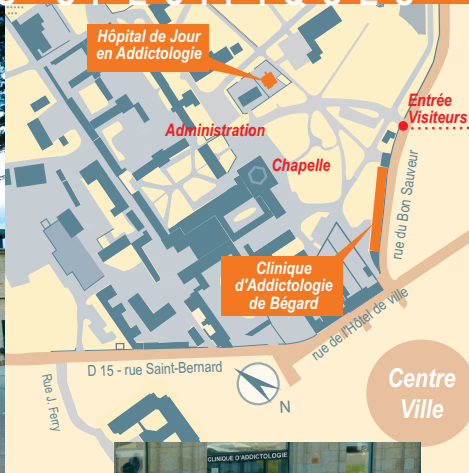 Hôpital de Jour
en Addictologie
Entrée
Visiteurs
Administration
Chapelle
rue du Bon Sauveur
Clinique
d'Addictologie
de Bégard
rue de l'Hôtel de ville
D 15 - rue Saint-Bernard
Rue J. Ferry
N
Centre
Ville
CLINIQUE D'ADDICTOLOGIE